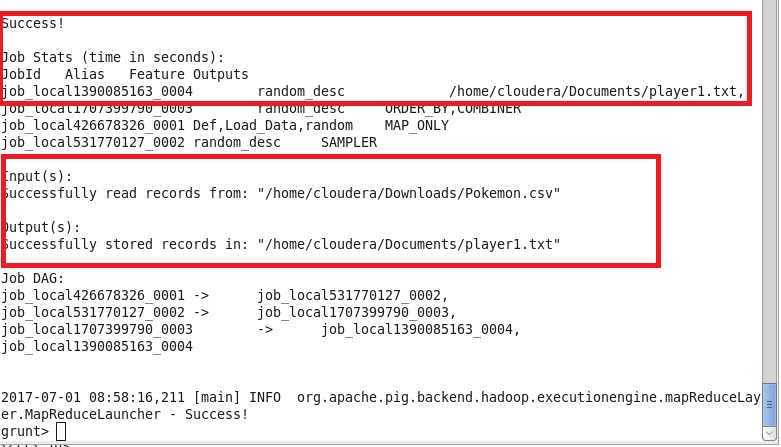 Success!
Job Stats (time in seconds):
JobId Alias Feature Outputs
job_local1390085163_0004 random_desc /home/cloudera/Documents/player1.txt,
job_local1707399790_0003 random_desc ORDER_BY,COMBINER
job_local426678326_0001 Def,Load_Data,random MAP_ONLY
job_local531770127_0002 random_desc SAMPLER
Input(s):
Successfully read records from: "/home/cloudera/Downloads/Pokemon.csv"
Output(s):
Successfully stored records in: "/home/cloudera/Documents/player1.txt"
Job DAG:
job_local426678326_0001 -> job_local531770127_0002,
job_local531770127_0002 -> job_local1707399790_0003,
job_local1707399790_0003 -> job_local1390085163_0004,
job_local1390085163_0004
2017-07-01 08:58:16,211 [main] INFO org.apache.pig.backend.hadoop.executionengine.mapReduceLay
er.MapReduceLauncher - Success!
grunt>